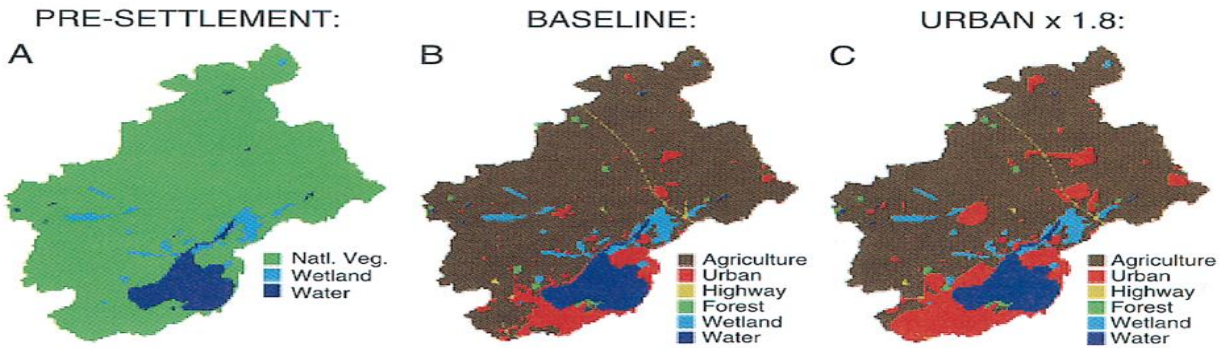 PRE-SETTLEMENT:
BASELINE:
URBAN x 1.8:
A
B
C
Natl. Veg.
Wetland
Water
Agriculture
Urban
Highway
Forest
Wetland
Water
Agriculture
Urban
Highway
Forest
Wetland
Water